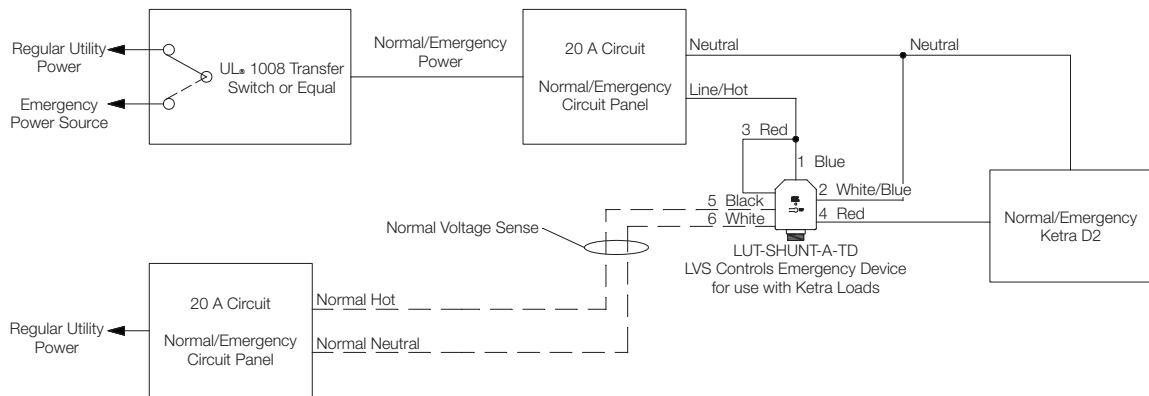 Regular Utility
Power
Emergency
Power Source
UL® 1008 Transfer
Switch or Equal
Normal/Emergency
Power
20 A Circuit
Normal/Emergency
Circuit Panel
Neutral
Neutral
Line/Hot
3 Red
1 Blue
2 White/Blue
4 Red
5 Black
6 White
Normal Voltage Sense
LUT-SHUNT-A-TD
LVS Controls Emergency Device
for use with Ketra Loads
Normal/Emergency
Ketra D2
Regular Utility
Power
20 A Circuit
Normal/Emergency
Circuit Panel
Normal Hot
Normal Neutral